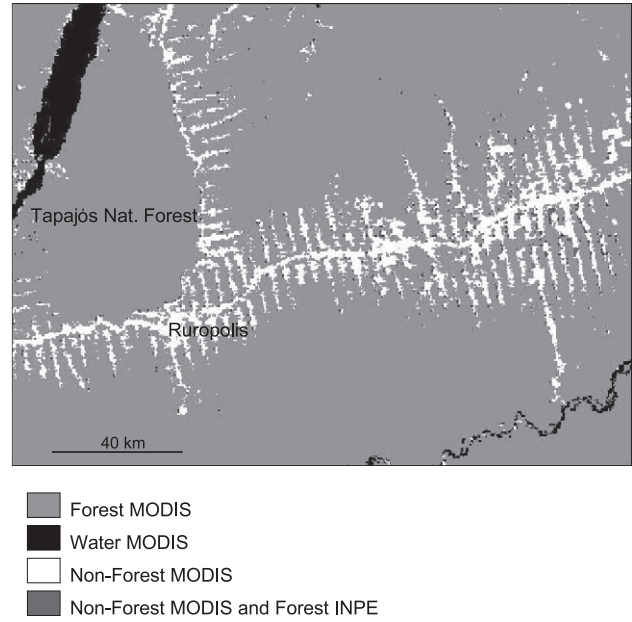 Tapajós Nat. Forest
Ruropolis
40 km
Forest MODIS
Water MODIS
Non-Forest MODIS
Non-Forest MODIS and Forest INPE